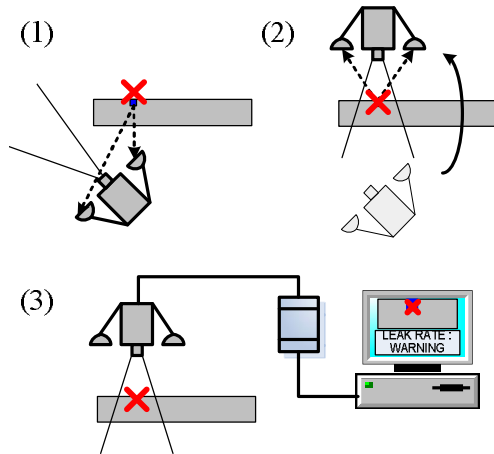 (1)
(2)
(3)
LEAK RATE :
WARNING